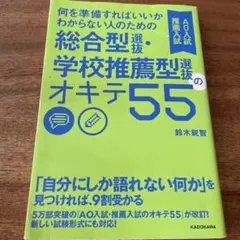 何を準備すればいいか
わからない人のための
AO入試
推薦入試
総合型選抜・
学校推薦型選抜の
オキテ55
鈴木鋭智
「自分にしか語れない何か」を
見つければ、9割受かる
5万部突破の『AO入試・推薦入試のオキテ55』が改訂!
新しい試験形式にも対応!
KADOKAWA